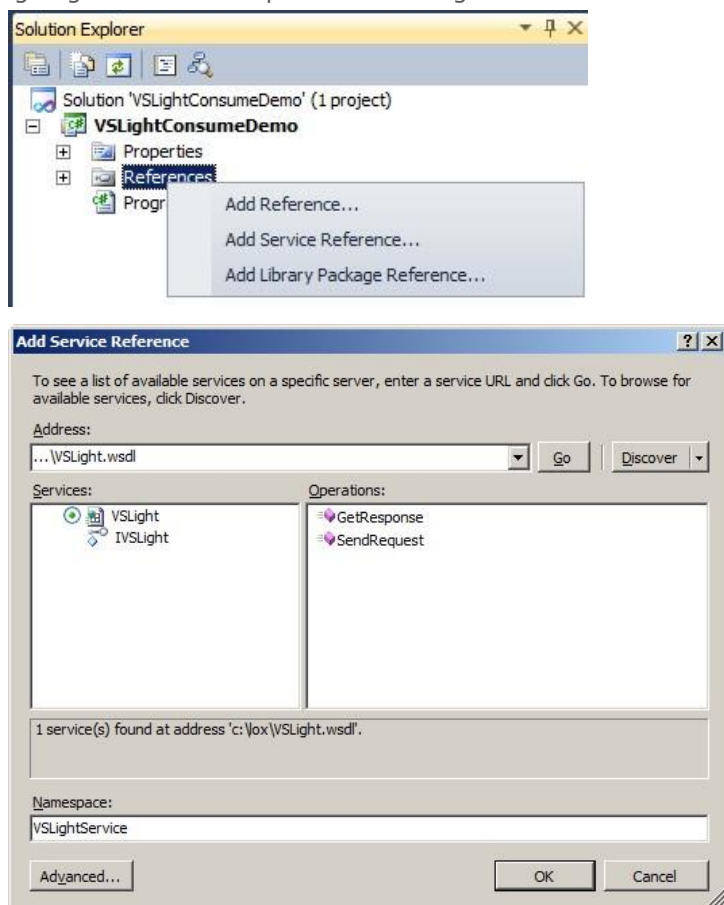 Solution Explorer
Solution 'VSLightConsumeDemo' (1 project)
VSLightConsumeDemo
Properties
References
Progr
Add Reference...
Add Service Reference...
Add Library Package Reference...
Add Service Reference
To see a list of available services on a specific server, enter a service URL and click Go. To browse for
available services, click Discover.
Address:
...\VSLight.wsdl
Go
Discover
Services:
Operations:
VSLight
IVSLight
GetResponse
SendRequest
1 service(s) found at address 'c:\lox\VSLight.wsdl'.
Namespace:
VSLightService
Advanced...
OK
Cancel